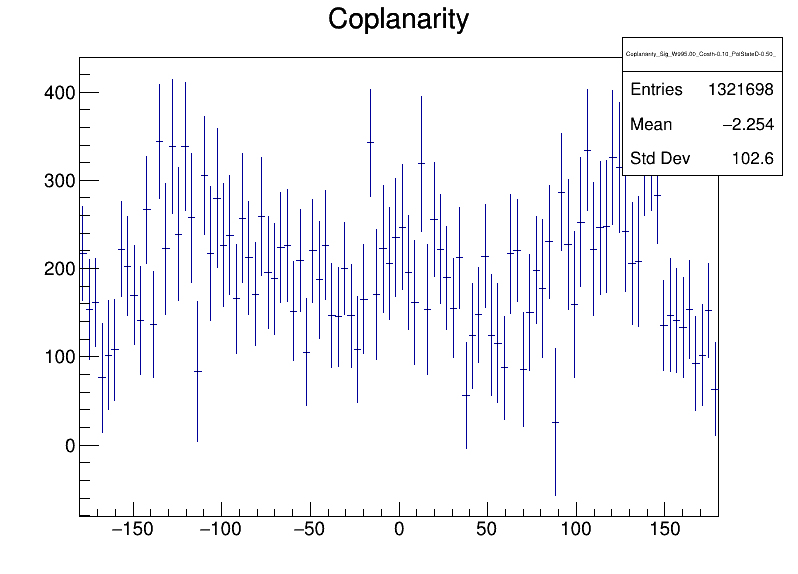 Coplanarity
Coplanarity_Sig_W995.00_Costh-0.10_PolStateD-0.50_
Entries 1321698
Mean −2.254
Std Dev 102.6
400
300
200
100
0
−150 −100 −50 0 50 100 150